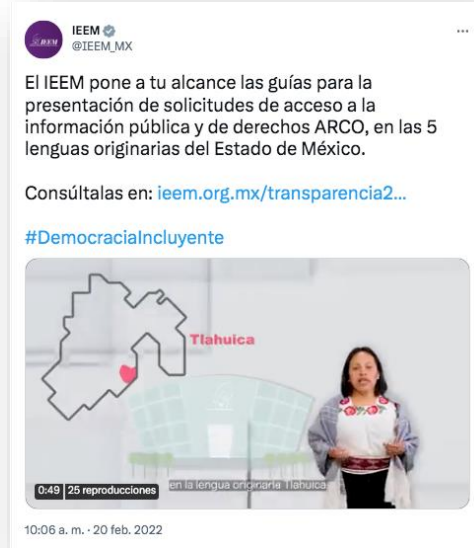 IEEM
@IEEM_MX
El IEEM pone a tu alcance las guías para la
presentación de solicitudes de acceso a la
información pública y de derechos ARCO, en las 5
lenguas originarias del Estado de México.
Consúltalas en: ieem.org.mx/transparencia2...
#DemocraciaIncluyente
Tlahuica
en la lengua originaria Tlahuica
0:49 25 reproducciones
10:06 a. m. · 20 feb. 2022